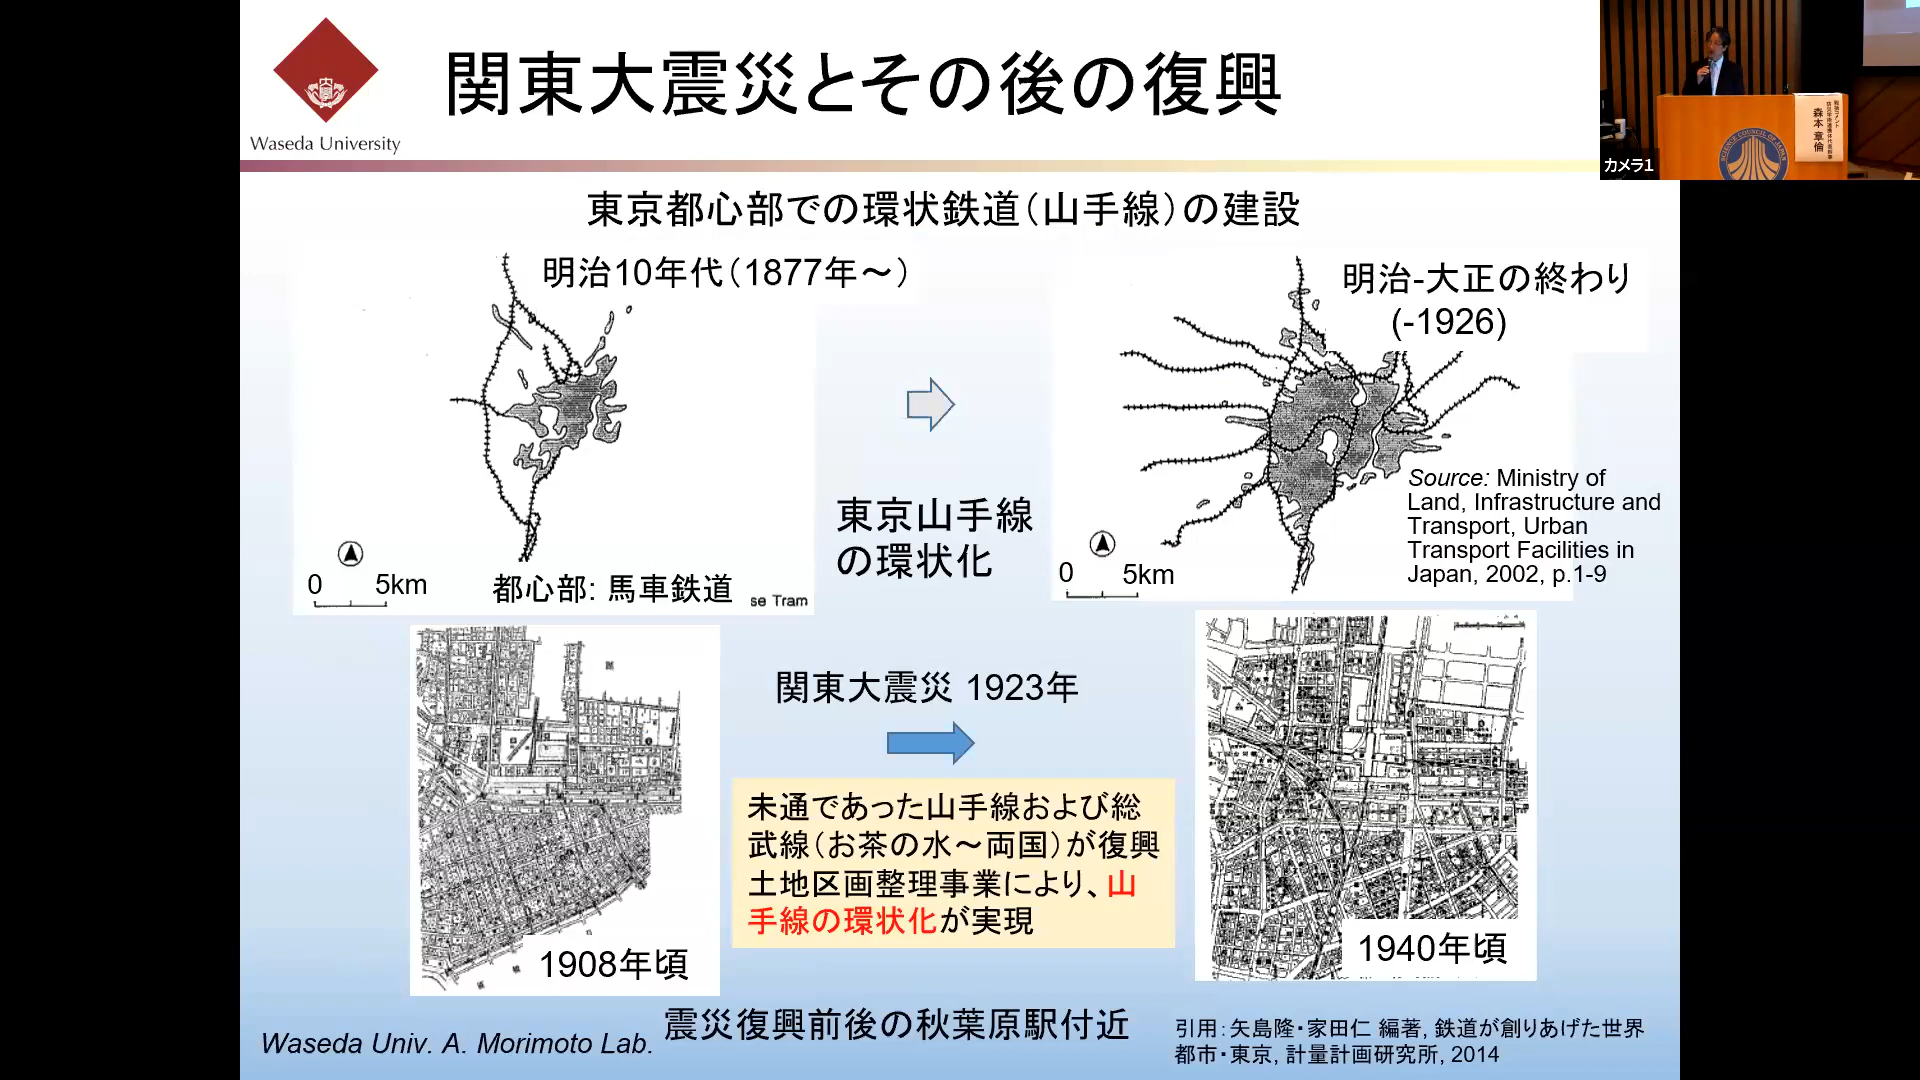 Waseda University
関東大震災とその後の復興
カメラ1
森本 章倫
SCIENCE COUNCIL OF JAPAN
東京都心部での環状鉄道(山手線)の建設
明治10年代(1877年～)
明治-大正の終わり
(-1926)
東京山手線
の環状化
0 5km
都心部: 馬車鉄道
se Tram
0 5km
Source: Ministry of
Land, Infrastructure and
Transport, Urban
Transport Facilities in
Japan, 2002, p.1-9
関東大震災 1923年
未通であった山手線および総
武線(お茶の水～両国)が復興
土地区画整理事業により、山
手線の環状化が実現
1908年頃
1940年頃
震災復興前後の秋葉原駅付近
Waseda Univ. A. Morimoto Lab.
引用：矢島隆・家田仁 編著, 鉄道が創りあげた世界
都市・東京, 計量計画研究所, 2014